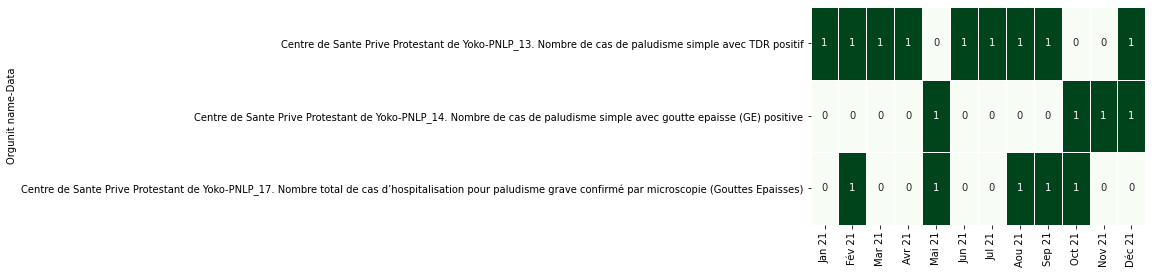 Orgunit name-Data
Centre de Sante Prive Protestant de Yoko-PNLP_13. Nombre de cas de paludisme simple avec TDR positif
1 1 1 1 0 1 1 1 1 0 0 1
Centre de Sante Prive Protestant de Yoko-PNLP_14. Nombre de cas de paludisme simple avec goutte epaisse (GE) positive
0 0 0 0 1 0 0 0 0 1 1 1
Centre de Sante Prive Protestant de Yoko-PNLP_17. Nombre total de cas d’hospitalisation pour paludisme grave confirmé par microscopie (Gouttes Epaisses)
0 1 0 0 1 0 0 1 1 1 0 0
Jan 21
Fév 21
Mar 21
Avr 21
Mai 21
Jun 21
Jul 21
Aou 21
Sep 21
Oct 21
Nov 21
Déc 21